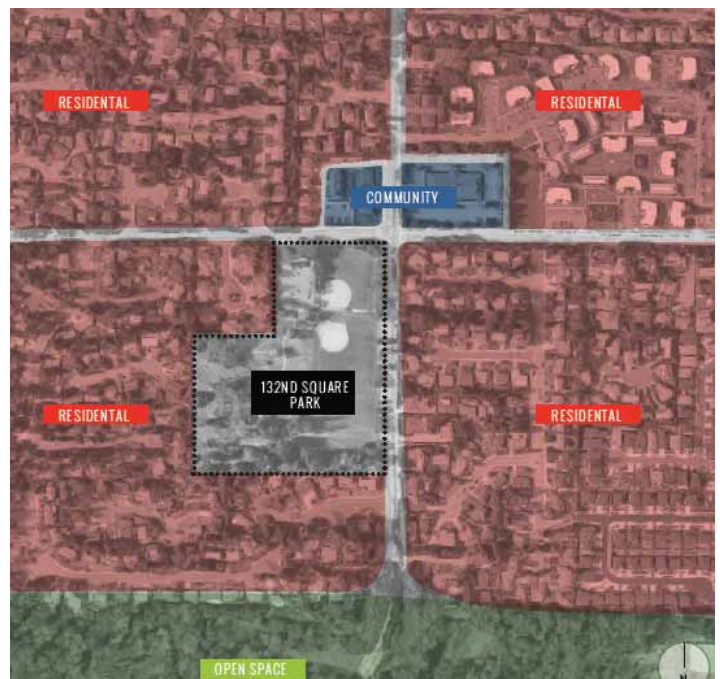 RESIDENTAL
RESIDENTAL
COMMUNITY
132ND SQUARE
PARK
RESIDENTAL
RESIDENTAL
OPEN SPACE
N